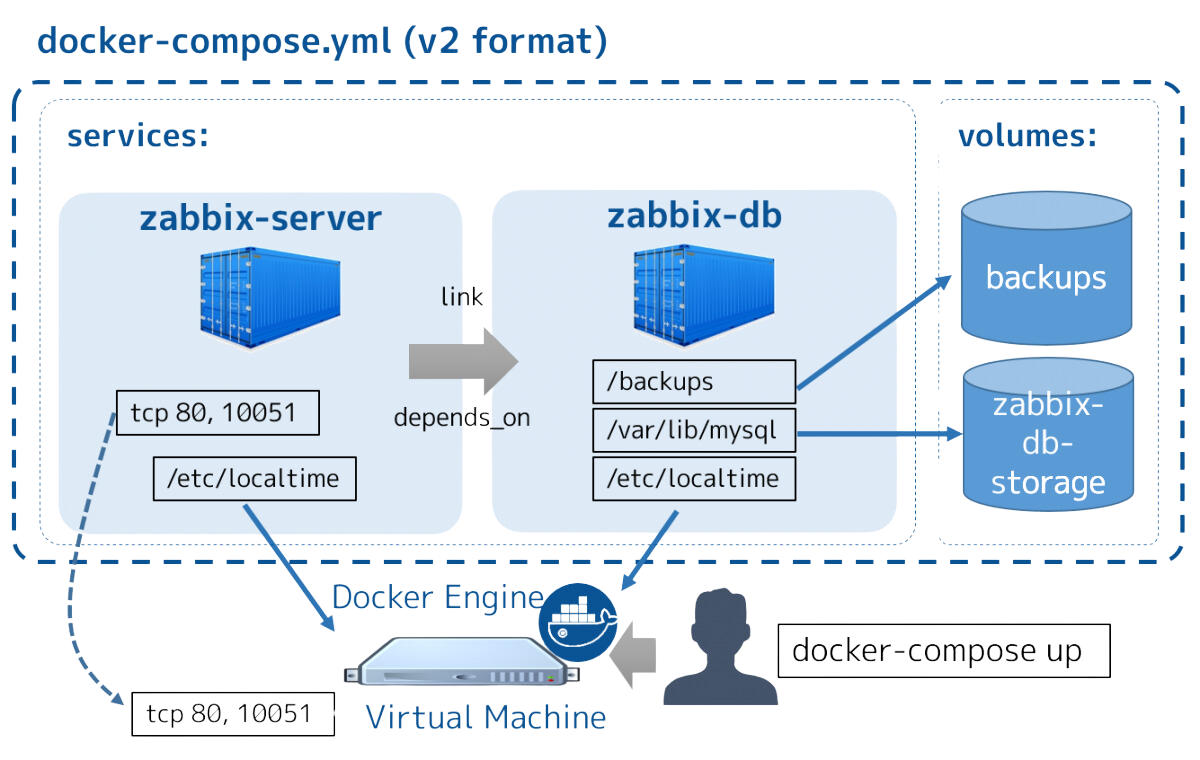 docker-compose.yml (v2 format)
services:
volumes:
zabbix-server
zabbix-db
backups
link
/backups
tcp 80, 10051
depends_on
/var/lib/mysql
zabbix-
db-
storage
/etc/localtime
/etc/localtime
Docker Engine
docker-compose up
tcp 80, 10051
Virtual Machine